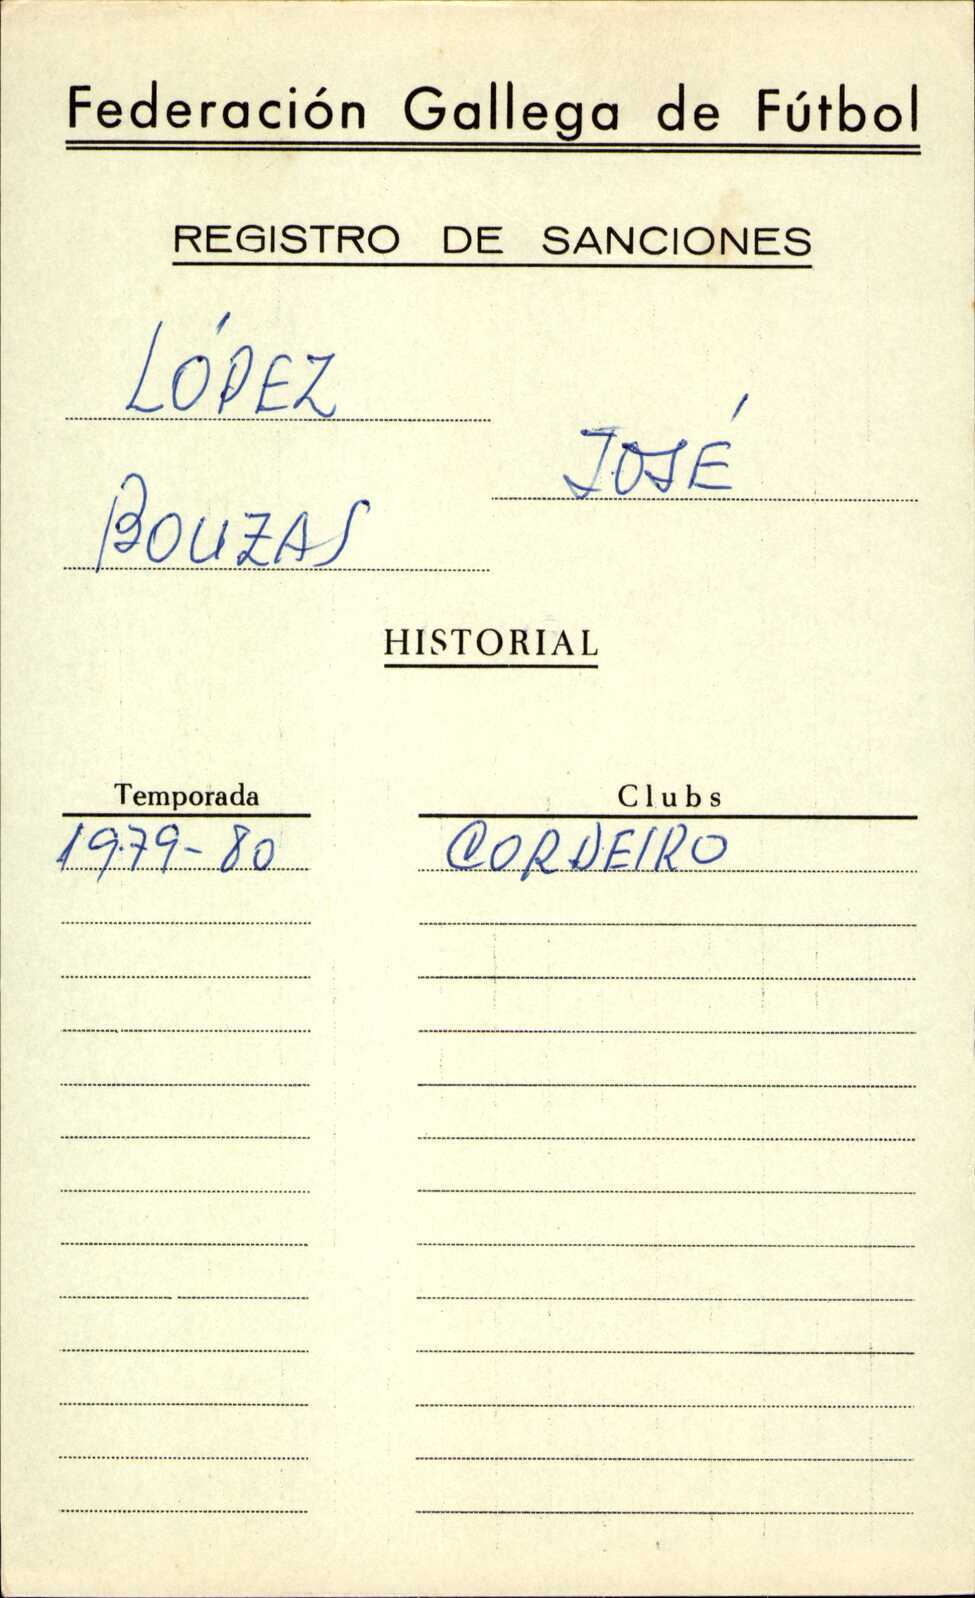 Federación Gallega de Fútbol
REGISTRO DE SANCIONES
LÓPEZ
JOSÉ
BOUZAS
HISTORIAL
Temporada Clubs
1979-80 CORDEIRO